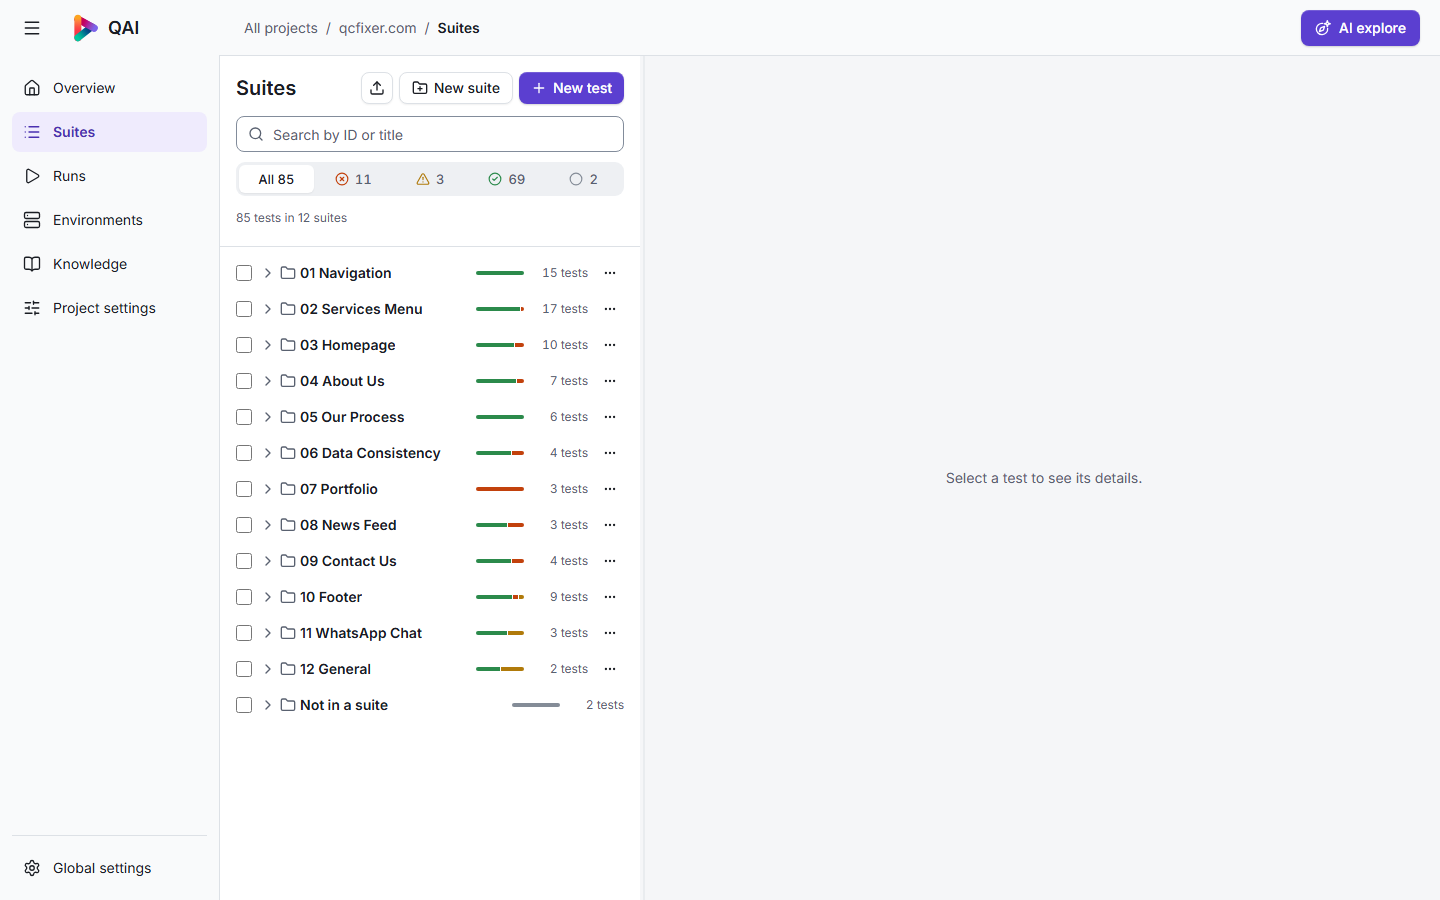 QAI
All projects / qcfixer.com / Suites
AI explore
Overview
Suites
Runs
Environments
Knowledge
Project settings
Global settings
Suites
New suite
New test
Search by ID or title
All 85
11
3
69
2
85 tests in 12 suites
01 Navigation 15 tests
02 Services Menu 17 tests
03 Homepage 10 tests
04 About Us 7 tests
05 Our Process 6 tests
06 Data Consistency 4 tests
07 Portfolio 3 tests
08 News Feed 3 tests
09 Contact Us 4 tests
10 Footer 9 tests
11 WhatsApp Chat 3 tests
12 General 2 tests
Not in a suite 2 tests
Select a test to see its details.